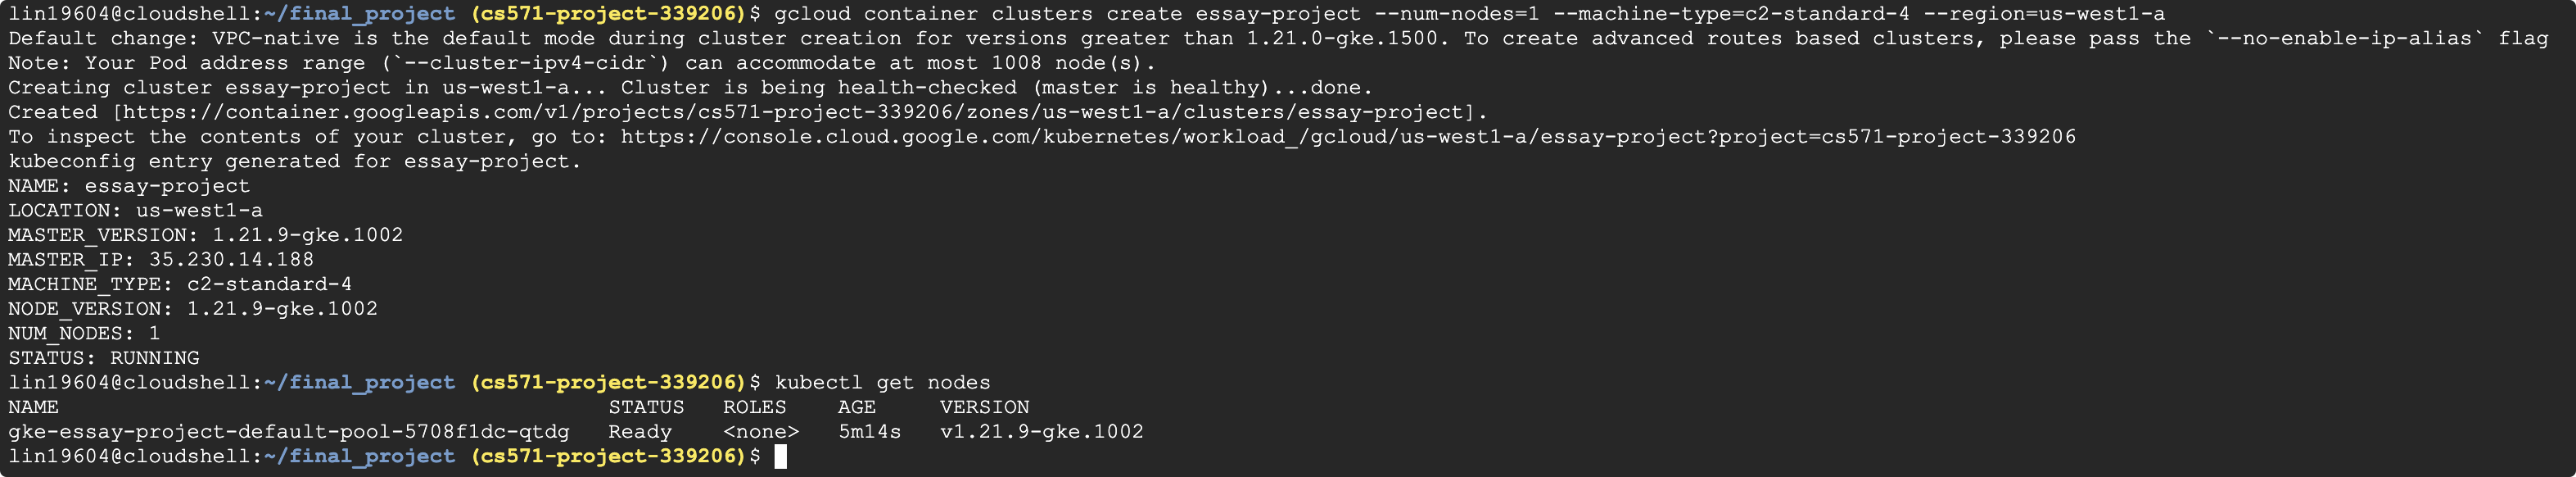 lin19604@cloudshell:~/final_project (cs571-project-339206)$ gcloud container clusters create essay-project --num-nodes=1 --machine-type=c2-standard-4 --region=us-west1-a
Default change: VPC-native is the default mode during cluster creation for versions greater than 1.21.0-gke.1500. To create advanced routes based clusters, please pass the `--no-enable-ip-alias` flag
Note: Your Pod address range (`--cluster-ipv4-cidr`) can accommodate at most 1008 node(s).
Creating cluster essay-project in us-west1-a... Cluster is being health-checked (master is healthy)...done.
Created [https://container.googleapis.com/v1/projects/cs571-project-339206/zones/us-west1-a/clusters/essay-project].
To inspect the contents of your cluster, go to: https://console.cloud.google.com/kubernetes/workload_/gcloud/us-west1-a/essay-project?project=cs571-project-339206
kubeconfig entry generated for essay-project.
NAME: essay-project
LOCATION: us-west1-a
MASTER_VERSION: 1.21.9-gke.1002
MASTER_IP: 35.230.14.188
MACHINE_TYPE: c2-standard-4
NODE_VERSION: 1.21.9-gke.1002
NUM_NODES: 1
STATUS: RUNNING
lin19604@cloudshell:~/final_project (cs571-project-339206)$ kubectl get nodes
NAME                                           STATUS   ROLES    AGE     VERSION
gke-essay-project-default-pool-5708f1dc-qtdg   Ready    <none>   5m14s   v1.21.9-gke.1002
lin19604@cloudshell:~/final_project (cs571-project-339206)$